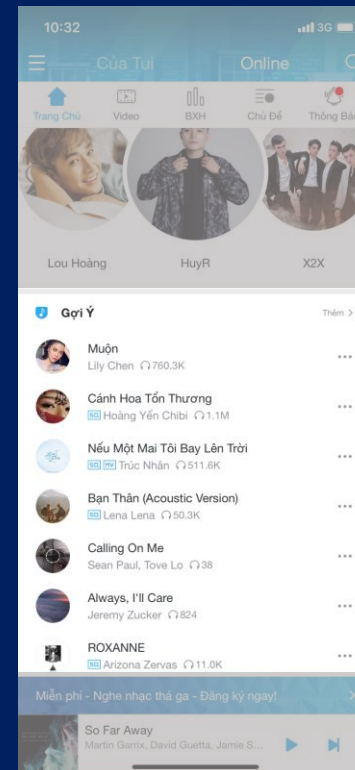 10:32 3G
Của Tui Online
Trang Chủ Video BXH Chủ Đề Thông Báo
Lou Hoàng HuyR X2X
Gợi Ý Thêm >
Muộn
Lily Chen 760.3K
Cánh Hoa Tổn Thương
SQ Hoàng Yến Chibi 1.1M
Nếu Một Mai Tôi Bay Lên Trời
SQ MV Trúc Nhân 511.6K
Bạn Thân (Acoustic Version)
SQ Lena Lena 50.3K
Calling On Me
Sean Paul, Tove Lo 38
Always, I'll Care
Jeremy Zucker 824
ROXANNE
SQ Arizona Zervas 11.0K
Miễn phí - Nghe nhạc thả ga - Đăng ký ngay!
So Far Away
Martin Garrix, David Guetta, Jamie S...